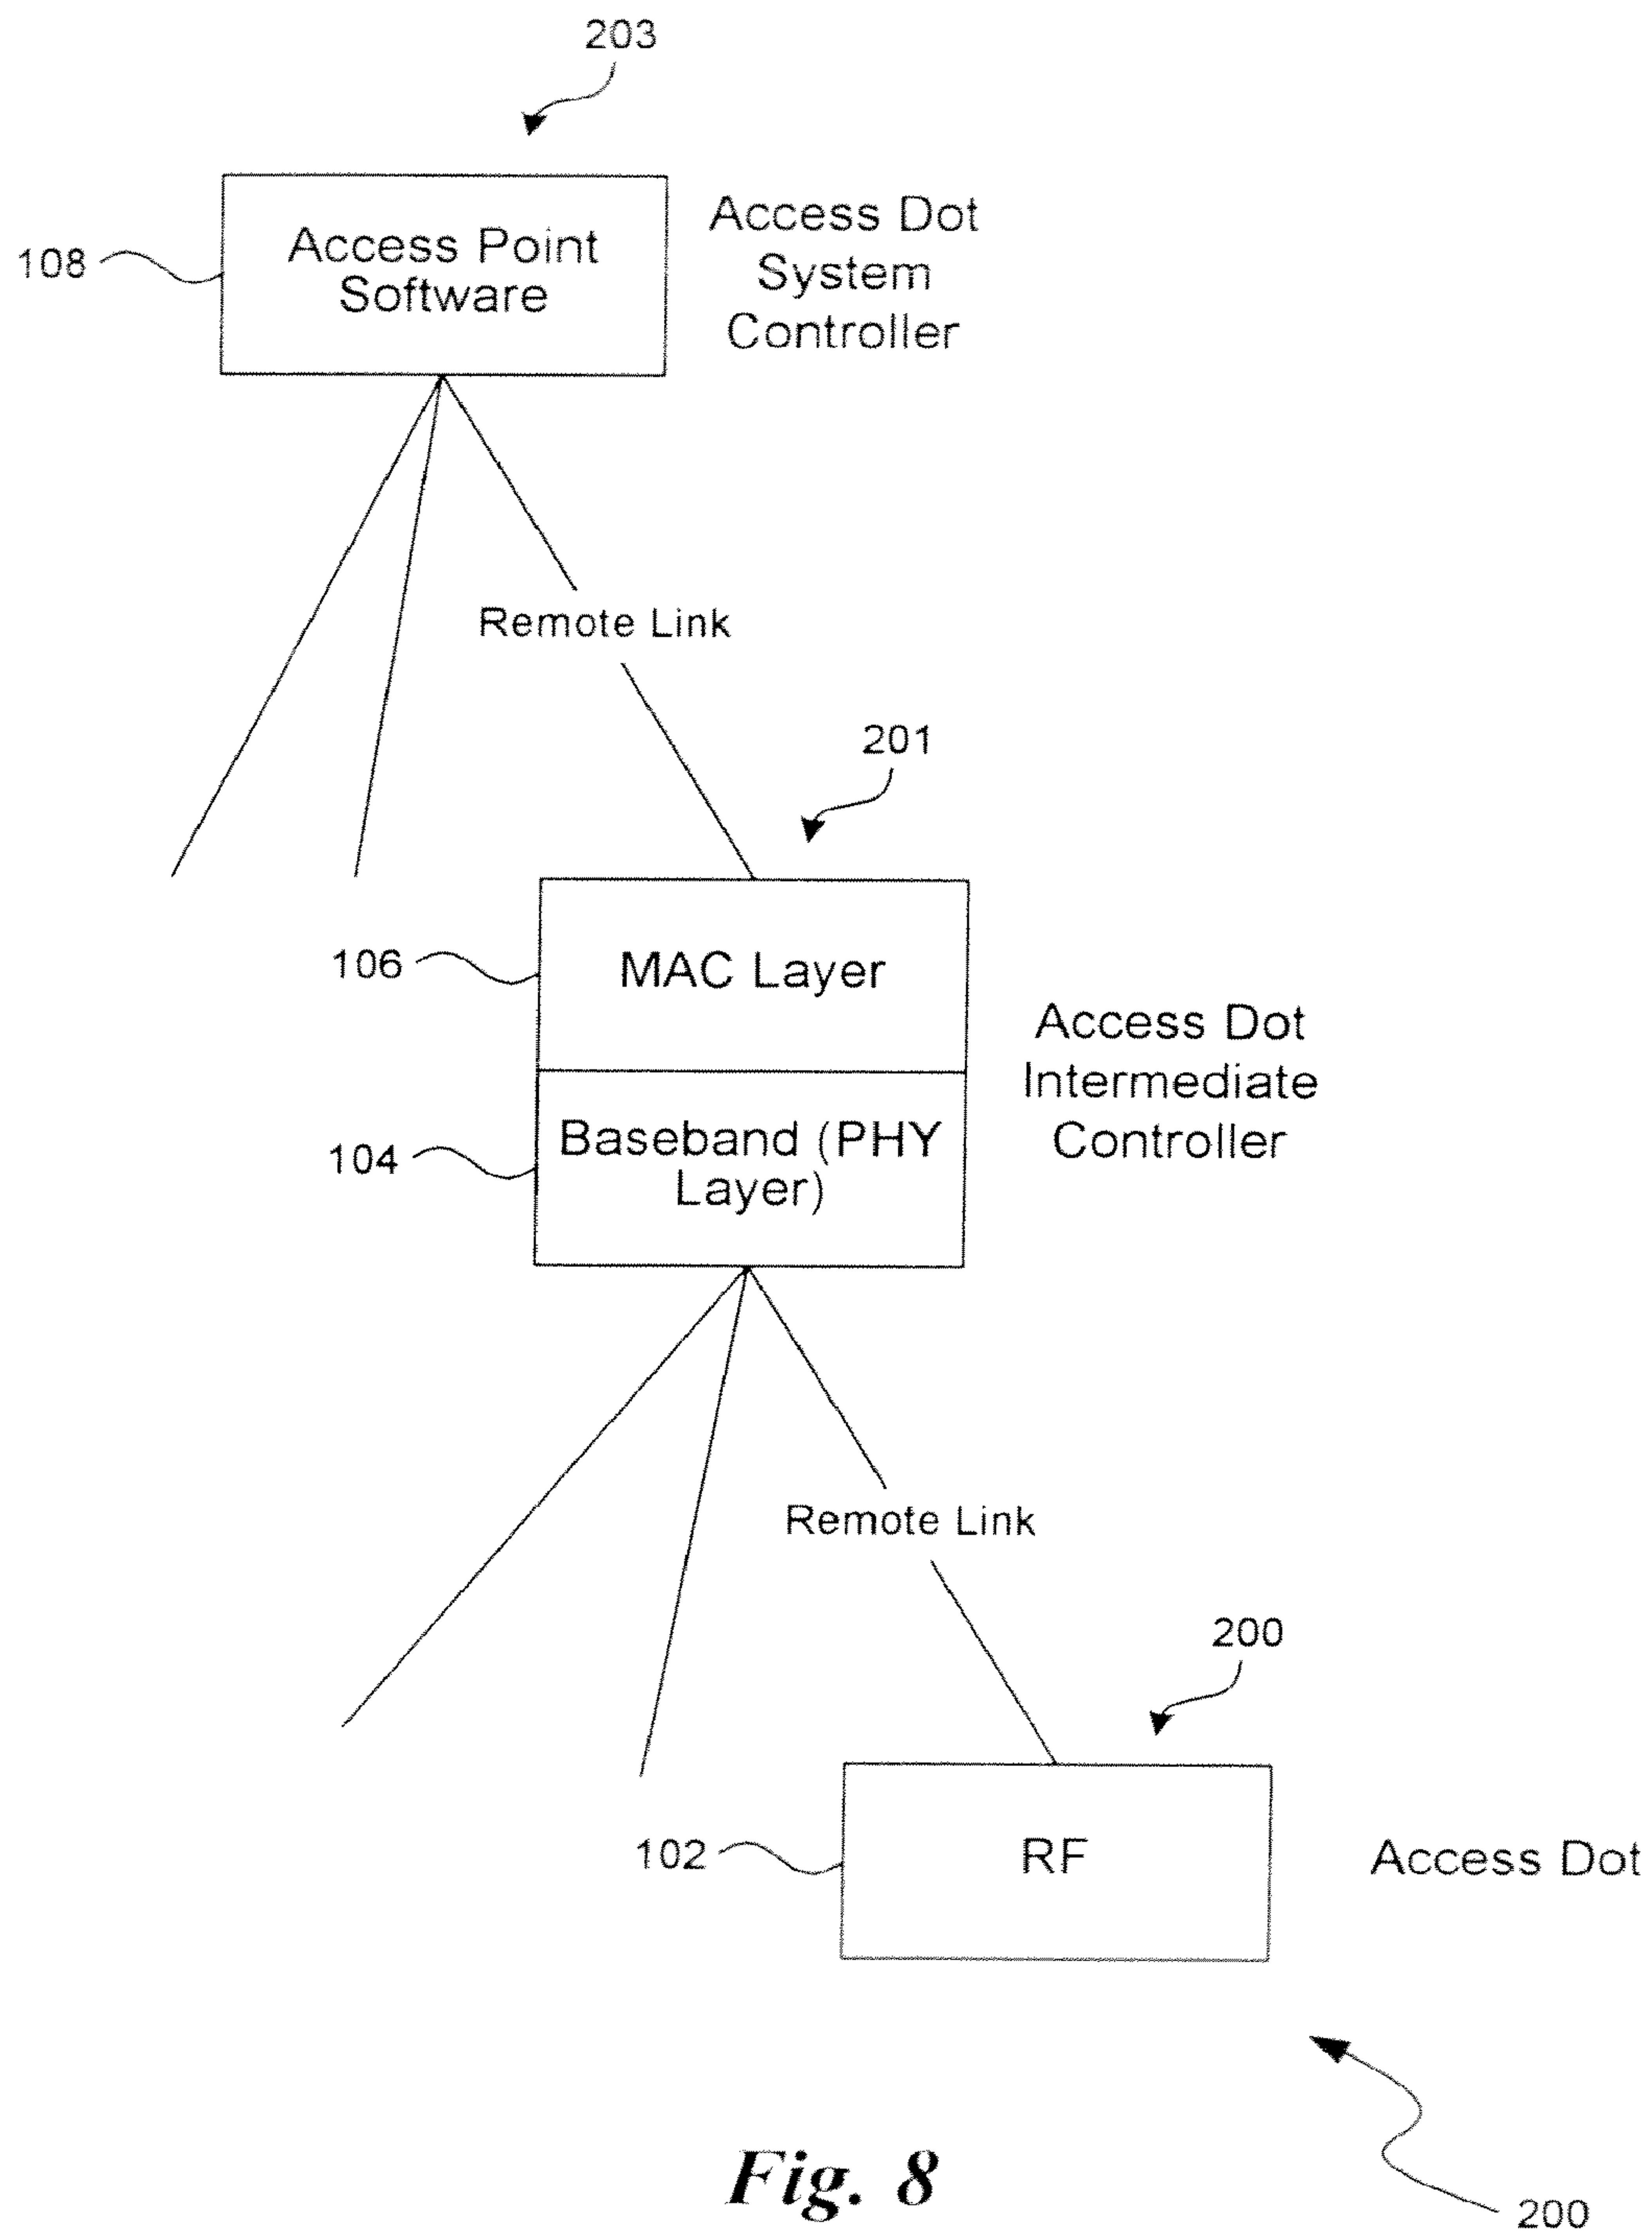 203
108
Access Point
Software
Access Dot
System
Controller
Remote Link
201
106
MAC Layer
104
Baseband (PHY
Layer)
Access Dot
Intermediate
Controller
Remote Link
200
102
RF
Access Dot
Fig. 8
200